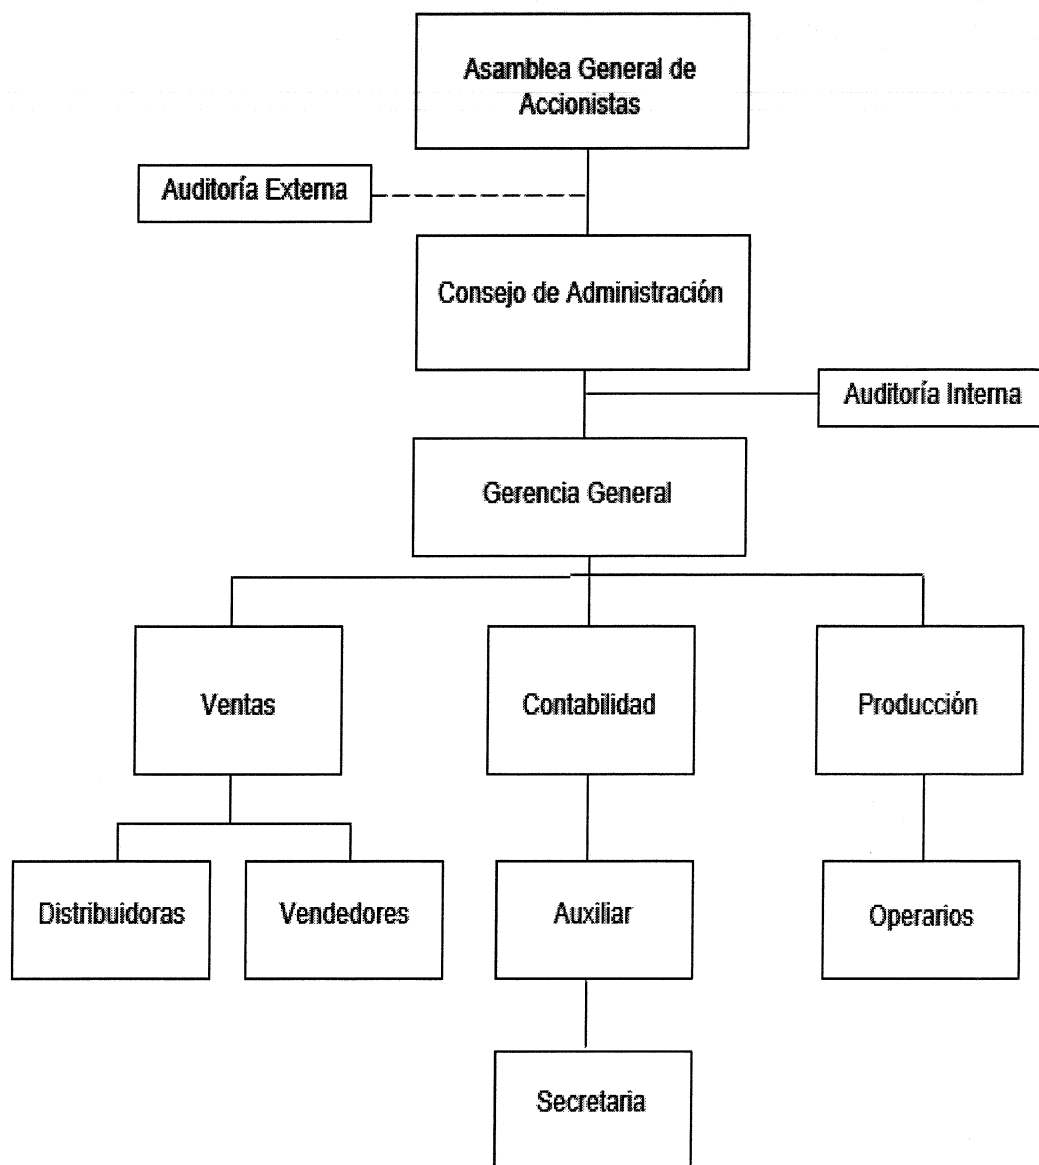 Asamblea General de
Accionistas
Auditoría Externa
Consejo de Administración
Auditoría Interna
Gerencia General
Ventas
Contabilidad
Producción
Distribuidoras
Vendedores
Auxiliar
Operarios
Secretaria